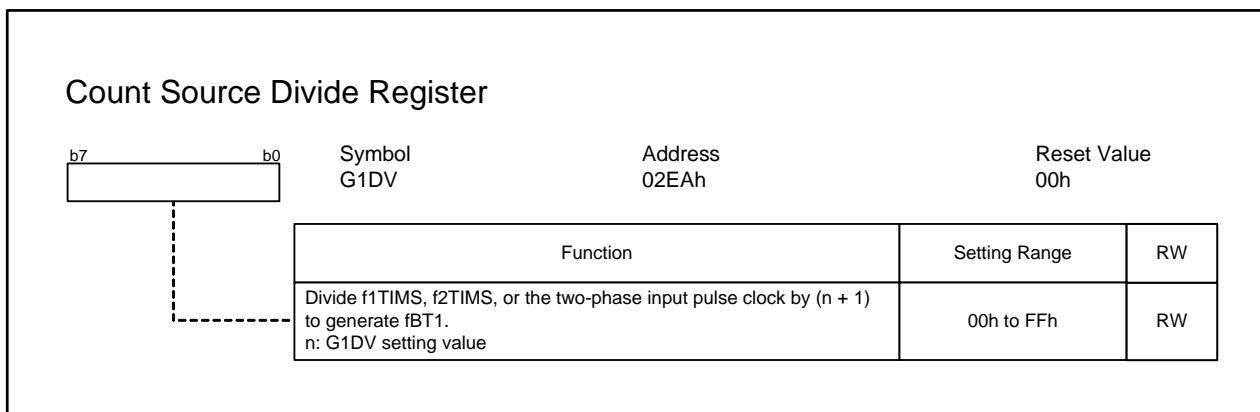 Count Source Divide Register
b7 b0 Symbol Address Reset Value
G1DV 02EAh 00h
Function Setting Range RW
Divide f1TIMS, f2TIMS, or the two-phase input pulse clock by (n + 1)
to generate fBT1.
n: G1DV setting value
00h to FFh RW